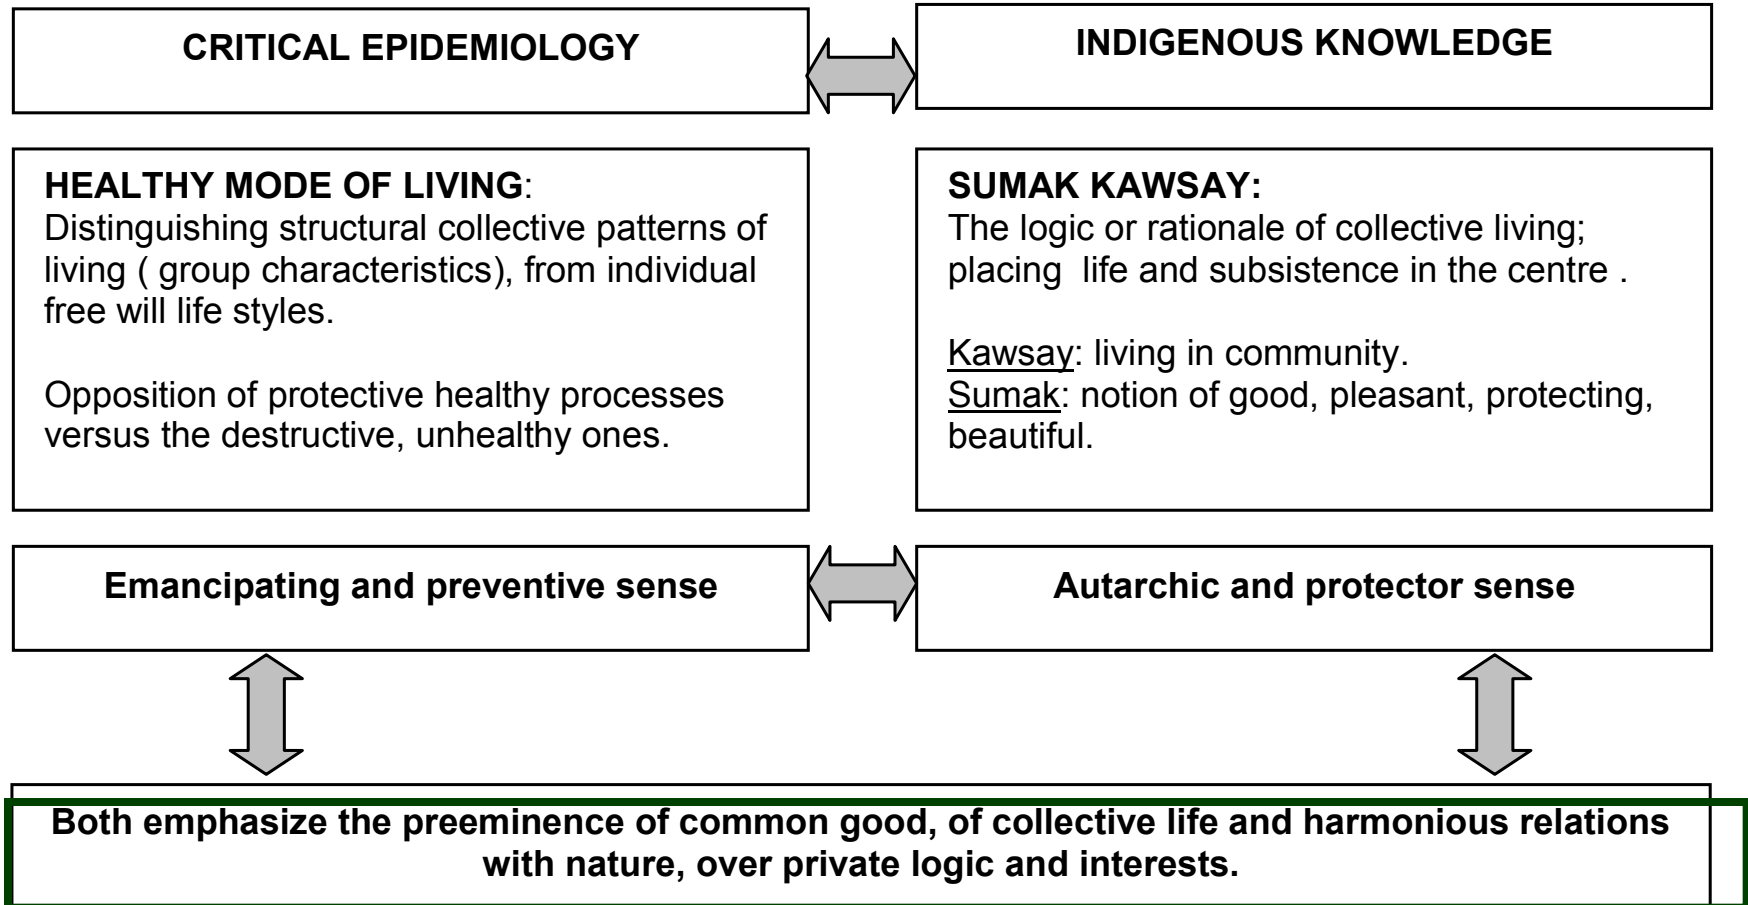 CRITICAL EPIDEMIOLOGY
INDIGENOUS KNOWLEDGE
HEALTHY MODE OF LIVING:
Distinguishing structural collective patterns of
living ( group characteristics), from individual
free will life styles.
Opposition of protective healthy processes
versus the destructive, unhealthy ones.
SUMAK KAWSAY:
The logic or rationale of collective living;
placing  life and subsistence in the centre .
Kawsay: living in community.
Sumak: notion of good, pleasant, protecting,
beautiful.
Emancipating and preventive sense
Autarchic and protector sense
Both emphasize the preeminence of common good, of collective life and harmonious relations
with nature, over private logic and interests.